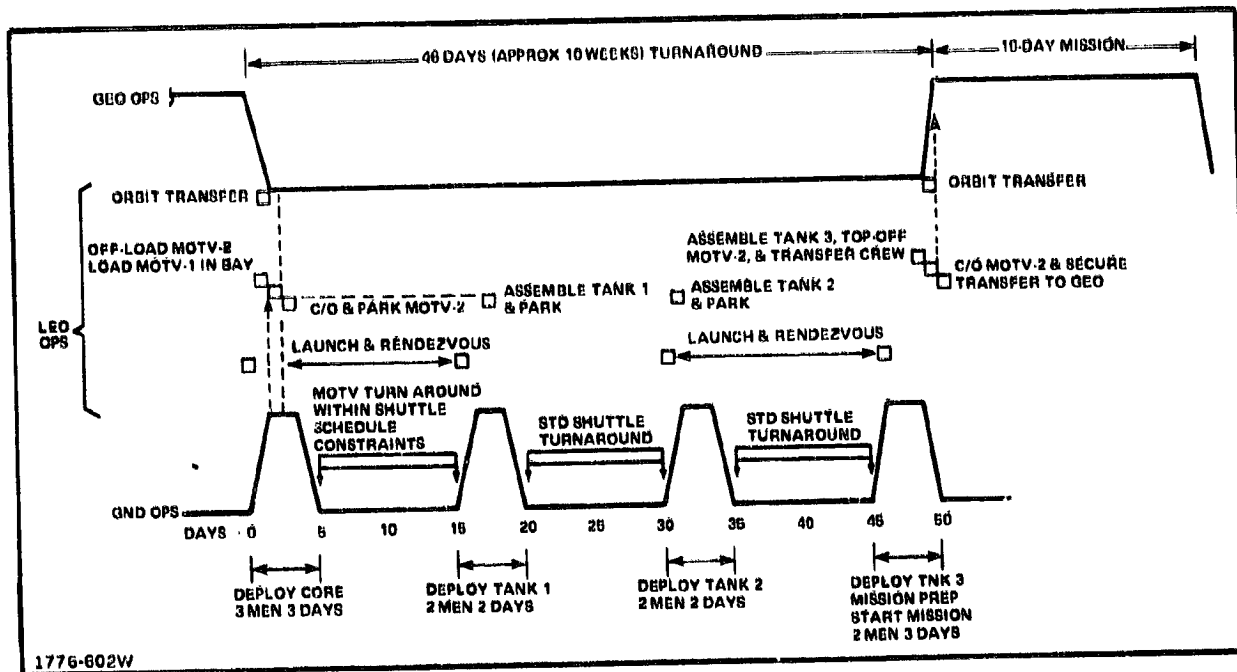 46 DAYS (APPROX 10 WEEKS) TURNAROUND
10-DAY MISSION
GEO OPS
ORBIT TRANSFER
ORBIT TRANSFER
OFF-LOAD MOTV-2
LOAD MOTV-1 IN BAY
ASSEMBLE TANK 3, TOP-OFF
MOTV-2, & TRANSFER CREW
C/O MOTV-2 & SECURE
TRANSFER TO GEO
C/O & PARK MOTV-2
ASSEMBLE TANK 1
& PARK
ASSEMBLE TANK 2
& PARK
LEO
OPS
LAUNCH & RENDEZVOUS
LAUNCH & RENDEZVOUS
MOTV TURN AROUND
WITHIN SHUTTLE
SCHEDULE
CONSTRAINTS
STD SHUTTLE
TURNAROUND
STD SHUTTLE
TURNAROUND
GND OPS
DAYS 0 5 10 15 20 25 30 35 40 45 50
DEPLOY CORE
3 MEN 3 DAYS
DEPLOY TANK 1
2 MEN 2 DAYS
DEPLOY TANK 2
2 MEN 2 DAYS
DEPLOY TNK 3
MISSION PREP
START MISSION
2 MEN 3 DAYS
1776-602W